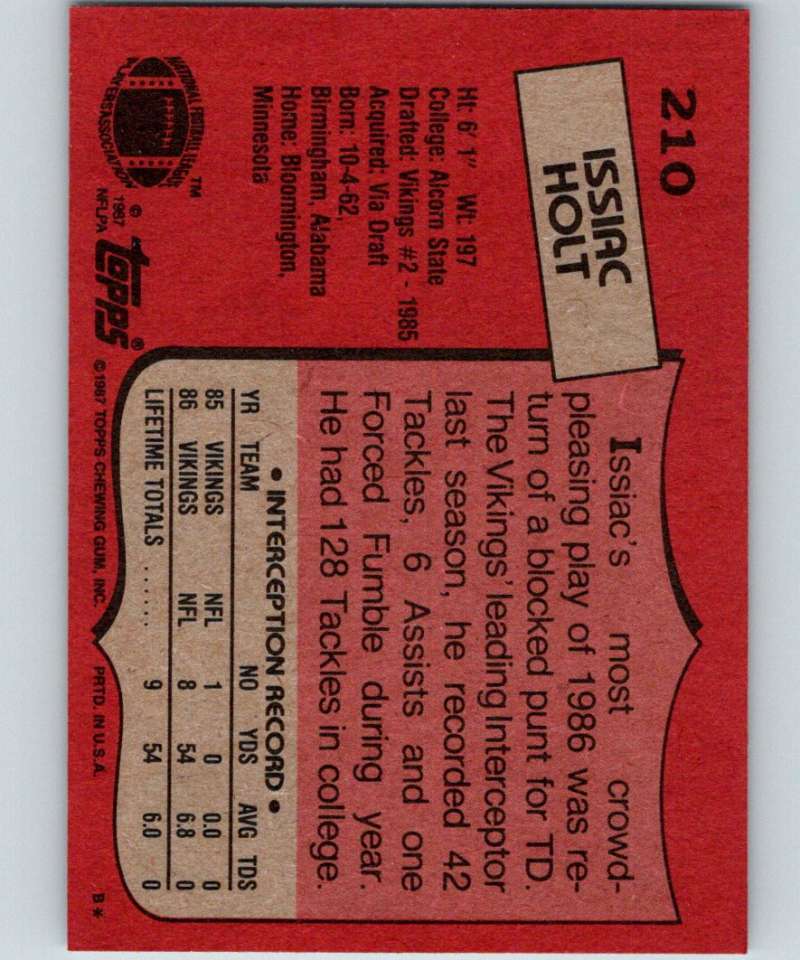 210
ISSIAC
HOLT
Ht: 6' 1" Wt: 197
College: Alcorn State
Drafted: Vikings #2 - 1985
Acquired: Via Draft
Born: 10-4-62,
Birmingham, Alabama
Home: Bloomington,
Minnesota
NATIONAL FOOTBALL LEAGUE
PLAYERS ASSOCIATION
TM
© 1987
NFLPA
topps®
Issiac's most crowd-
pleasing play of 1986 was re-
turn of a blocked punt for TD.
The Vikings' leading Interceptor
last season, he recorded 42
Tackles, 6 Assists and one
Forced Fumble during year.
He had 128 Tackles in college.
• INTERCEPTION RECORD •
YR TEAM NO YDS AVG TDS
85 VIKINGS NFL 1 0 0.0 0
86 VIKINGS NFL 8 54 6.8 0
LIFETIME TOTALS ...... 9 54 6.0 0
©1987 TOPPS CHEWING GUM, INC. PRTD. IN U.S.A. B*